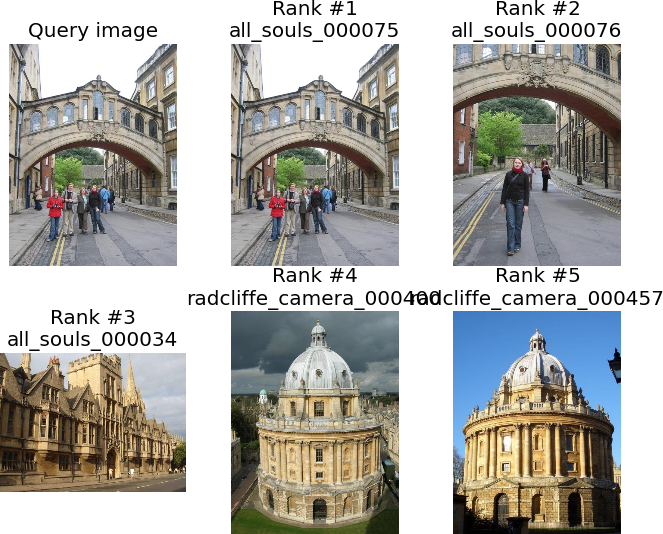 Query image
Rank #1
all_souls_000075
Rank #2
all_souls_000076
Rank #3
all_souls_000034
Rank #4
radcliffe_camera_000400
Rank #5
radcliffe_camera_000457